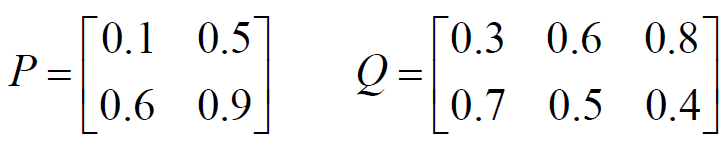 P = [0.1 0.5
0.6 0.9]
Q = [0.3 0.6 0.8
0.7 0.5 0.4]